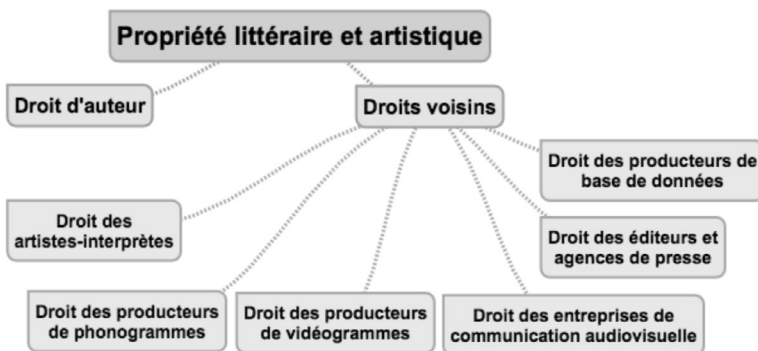 Propriété littéraire et artistique
Droit d'auteur
Droits voisins
Droit des producteurs de
base de données
Droit des
artistes-interprètes
Droit des éditeurs et
agences de presse
Droit des producteurs
de phonogrammes
Droit des producteurs
de vidéogrammes
Droit des entreprises de
communication audiovisuelle